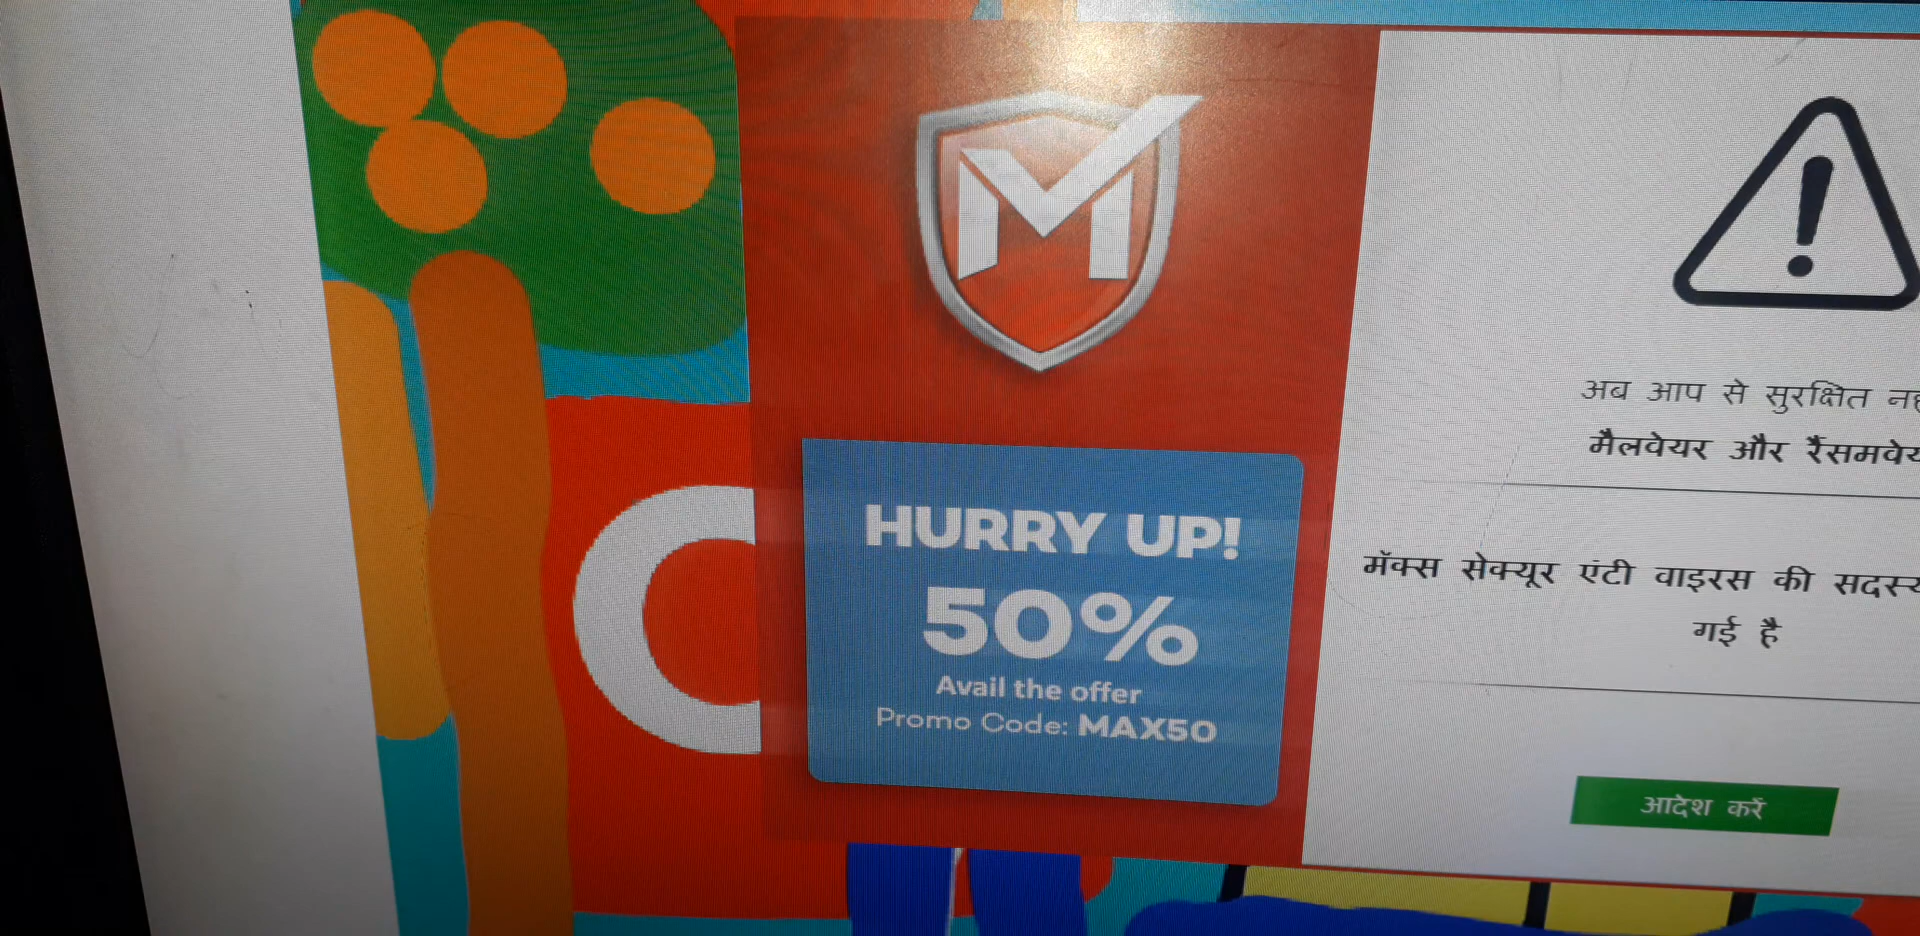 HURRY UP!
50%
Avail the offer
Promo Code: MAX50
अब आप से सुरक्षित
मैलवेयर और
मॅक्स सेक्यूर एंटी वाइरस की
गई है
आदेश करें